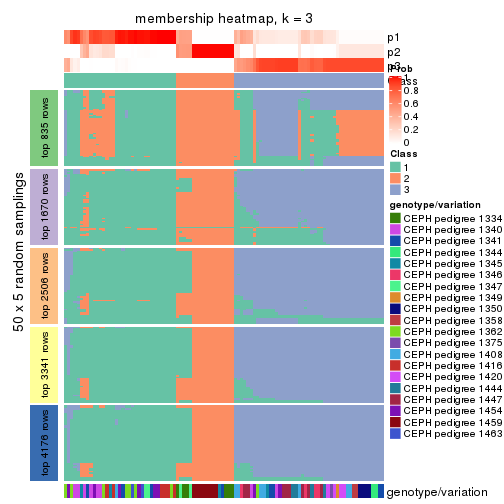 membership heatmap, k = 3
p1
p2
p3
Prob
1
0.8
0.6
0.4
0.2
0
Class
Class
1
2
3
genotype/variation
CEPH pedigree 1334
CEPH pedigree 1340
CEPH pedigree 1341
CEPH pedigree 1344
CEPH pedigree 1345
CEPH pedigree 1346
CEPH pedigree 1347
CEPH pedigree 1349
CEPH pedigree 1350
CEPH pedigree 1358
CEPH pedigree 1362
CEPH pedigree 1375
CEPH pedigree 1408
CEPH pedigree 1416
CEPH pedigree 1420
CEPH pedigree 1444
CEPH pedigree 1447
CEPH pedigree 1454
CEPH pedigree 1459
CEPH pedigree 1463
50 x 5 random samplings
top 835 rows
top 1670 rows
top 2506 rows
top 3341 rows
top 4176 rows
genotype/variation